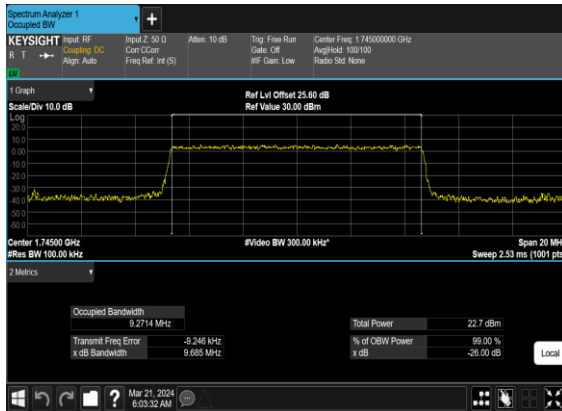 Spectrum Analyzer 1
Occupied BW
+
KEYSIGHT
R T
LXI
Input: RF
Coupling: DC
Align: Auto
Input Z: 50 Ω
Corr CCorr
Freq Ref: Int (S)
Atten: 10 dB
Trig: Free Run
Gate: Off
#IF Gain: Low
Center Freq: 1.745000000 GHz
Avg|Hold: 100/100
Radio Std: None
1 Graph
Scale/Div 10.0 dB
Ref Lvl Offset 25.60 dB
Ref Value 30.00 dBm
Log
20.0
10.0
0.00
-10.0
-20.0
-30.0
-40.0
-50.0
-60.0
Center 1.74500 GHz
#Res BW 100.00 kHz
#Video BW 300.00 kHz*
Span 20 MH
Sweep 2.53 ms (1001 pts
2 Metrics
Occupied Bandwidth
9.2714 MHz
Total Power 22.7 dBm
Transmit Freq Error -9.246 kHz
% of OBW Power 99.00 %
x dB Bandwidth 9.685 MHz
x dB -26.00 dB
Local
?
Mar 21, 2024
6:03:32 AM